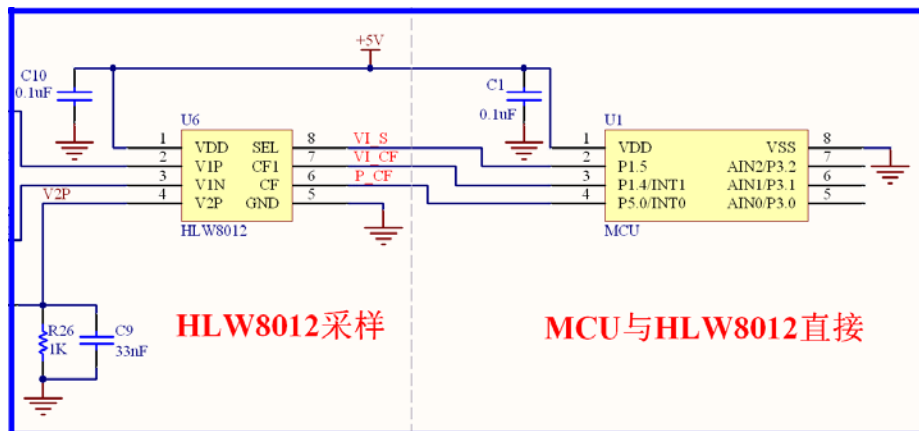 +5V
C10
0.1uF
C1
0.1uF
U6
U1
1 VDD SEL 8 VI_S
2 V1P CF1 7 VI_CF
3 V1N CF 6 P_CF
V2P 4 V2P GND 5
HLW8012
1 VDD VSS 8
2 P1.5 AIN2/P3.2 7
3 P1.4/INT1 AIN1/P3.1 6
4 P5.0/INT0 AIN0/P3.0 5
MCU
R26
1K
C9
33nF
HLW8012采样
MCU与HLW8012直接